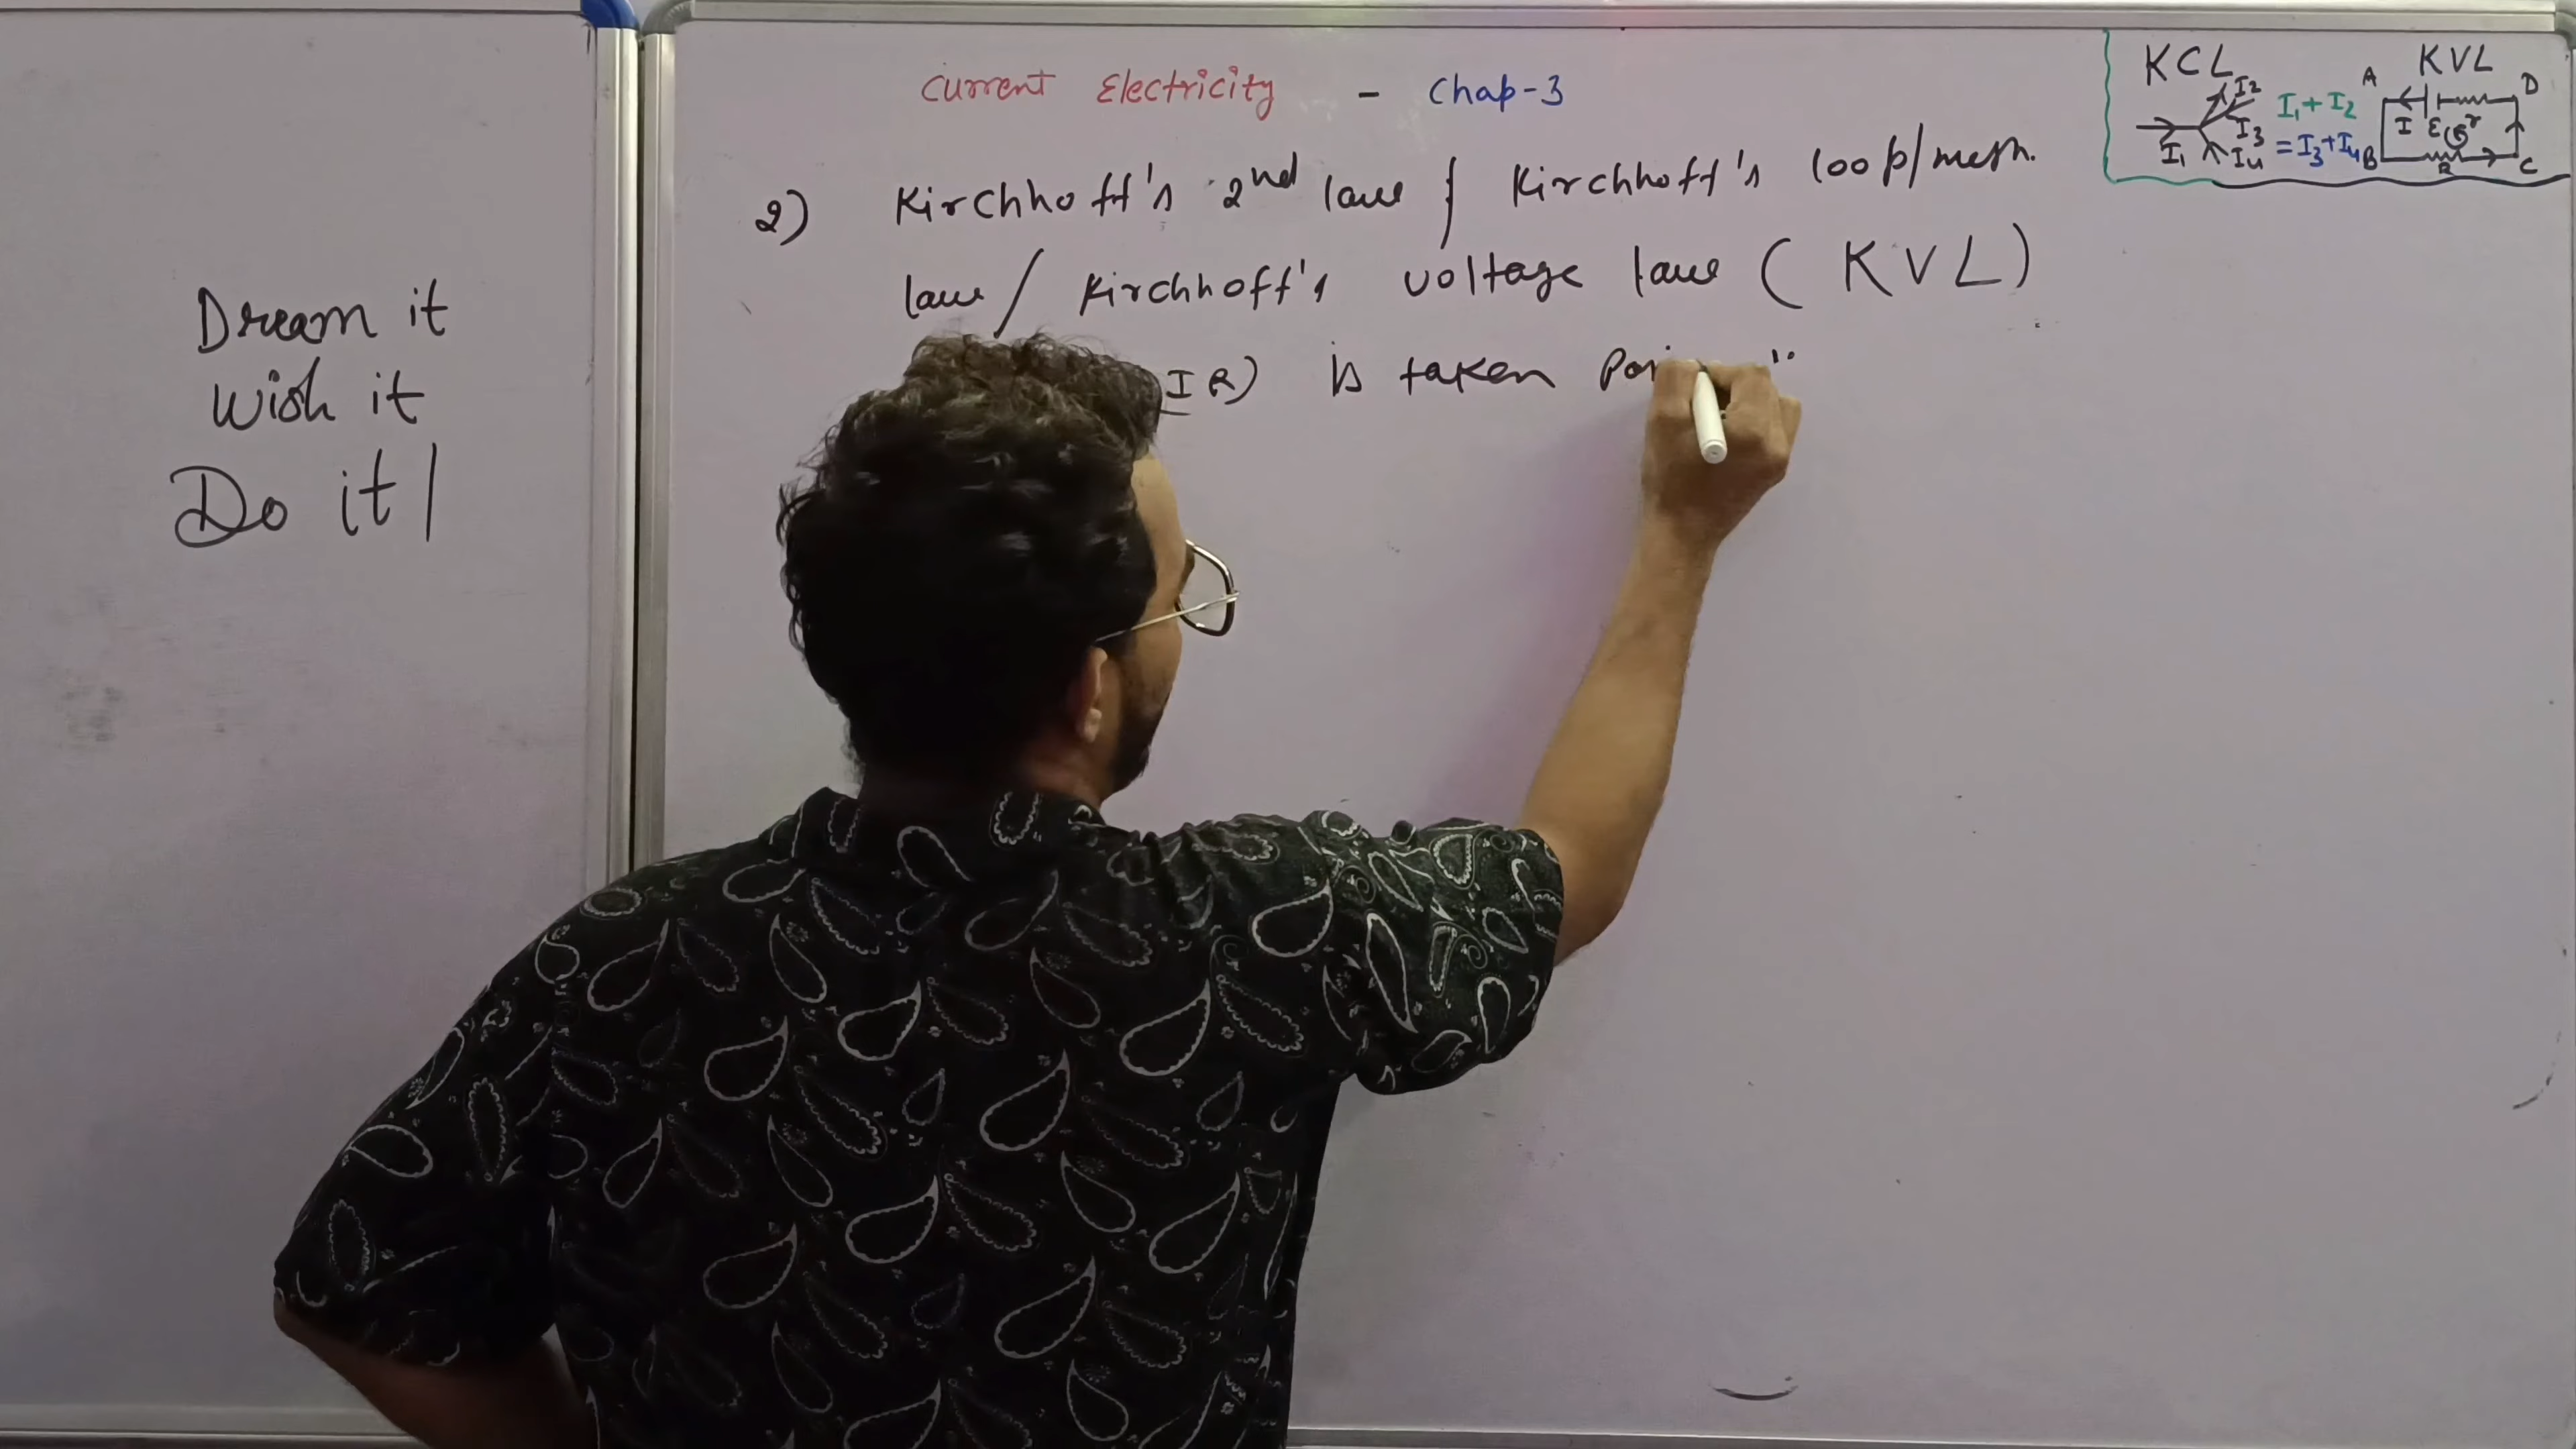 Dream it
Wish it
Do it!
Current Electricity - Chap-3
2) Kirchhoff's 2nd law / Kirchhoff's loop/mesh
law / Kirchhoff's voltage law (KVL)
(IR) is taken
KCL
I1
I2
I3
I4
I1+I2
=I3+I4
KVL
A
D
I
E
r
B
R
C